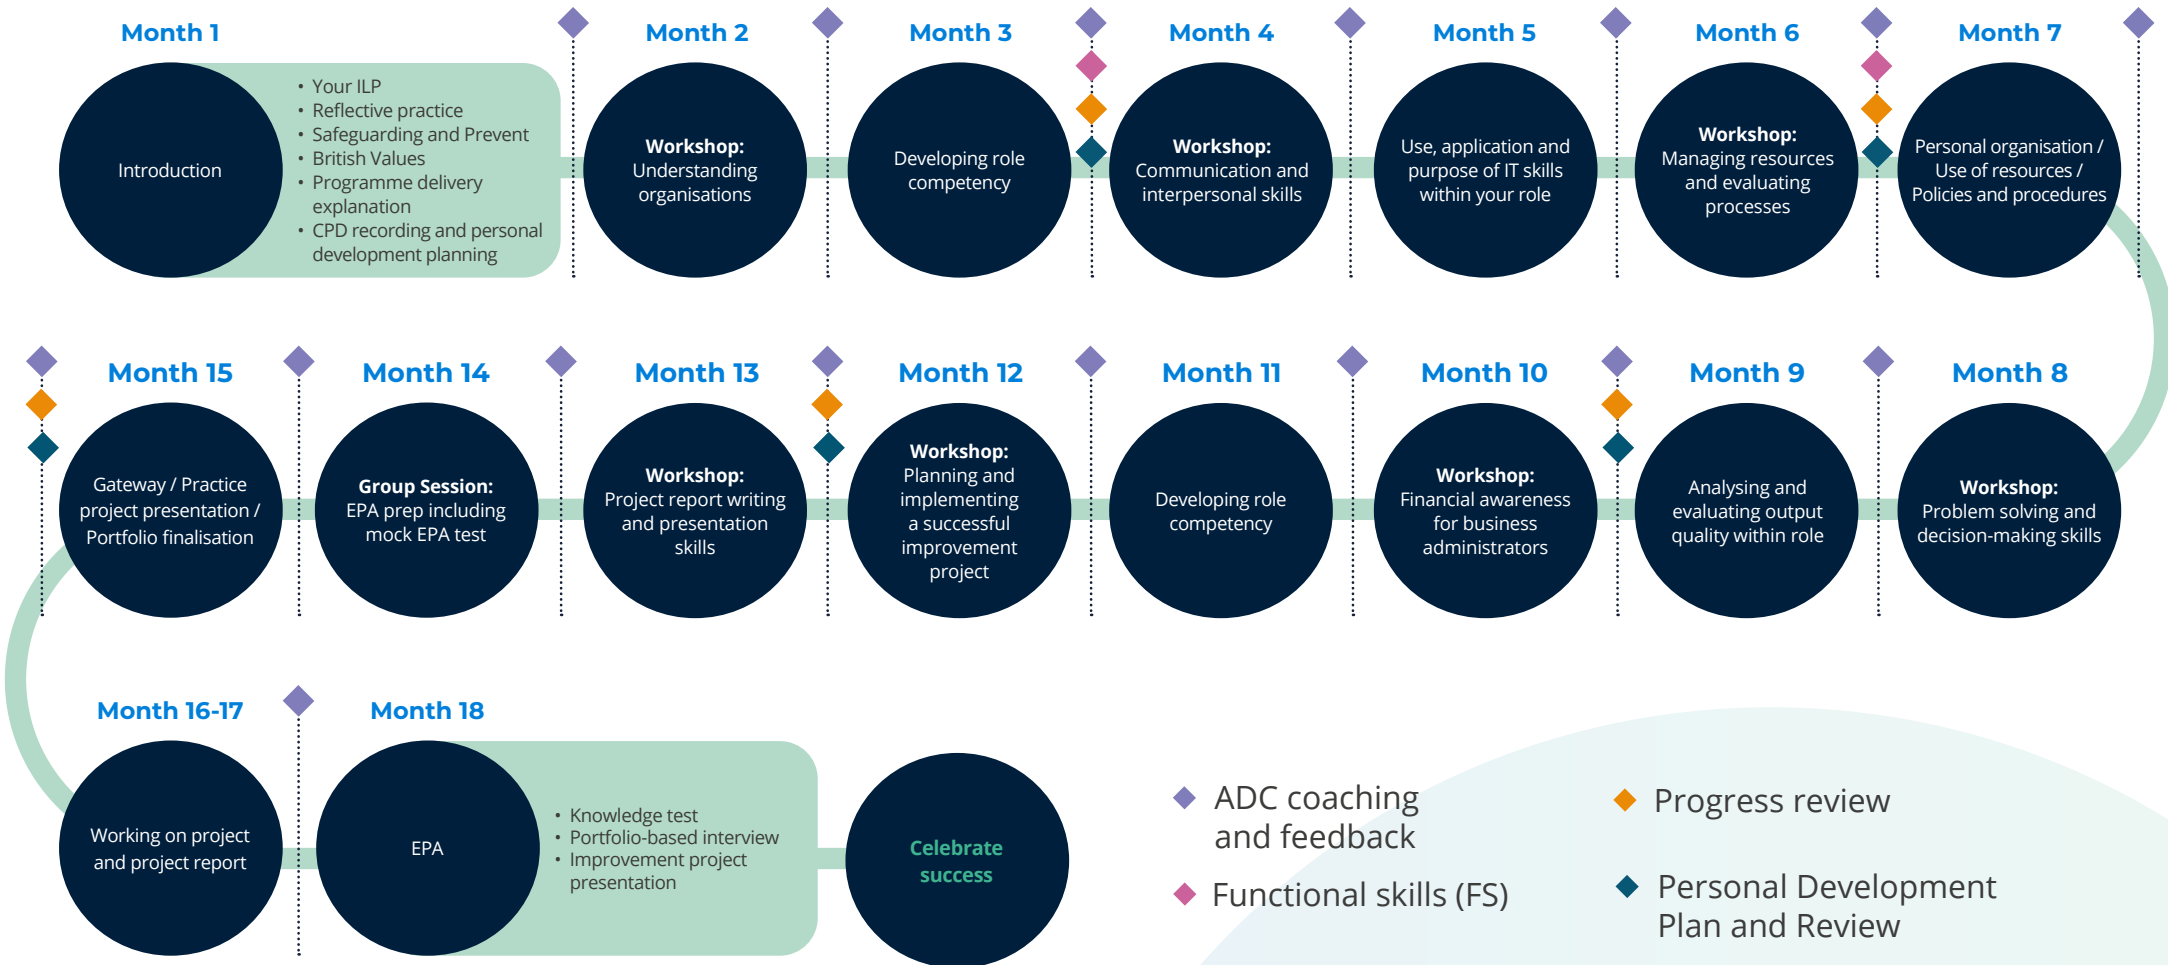 Month 1
Introduction
• Your ILP
• Reflective practice
• Safeguarding and Prevent
• British Values
• Programme delivery
explanation
• CPD recording and personal
development planning
Month 2
Workshop:
Understanding
organisations
Month 3
Developing role
competency
Month 4
Workshop:
Communication and
interpersonal skills
Month 5
Use, application and
purpose of IT skills
within your role
Month 6
Workshop:
Managing resources
and evaluating
processes
Month 7
Personal organisation /
Use of resources /
Policies and procedures
Month 8
Workshop:
Problem solving and
decision-making skills
Month 9
Analysing and
evaluating output
quality within role
Month 10
Workshop:
Financial awareness
for business
administrators
Month 11
Developing role
competency
Month 12
Workshop:
Planning and
implementing
a successful
improvement
project
Month 13
Workshop:
Project report writing
and presentation
skills
Month 14
Group Session:
EPA prep including
mock EPA test
Month 15
Gateway / Practice
project presentation /
Portfolio finalisation
Month 16-17
Working on project
and project report
Month 18
EPA
• Knowledge test
• Portfolio-based interview
• Improvement project
presentation
Celebrate
success
ADC coaching
and feedback
Functional skills (FS)
Progress review
Personal Development
Plan and Review